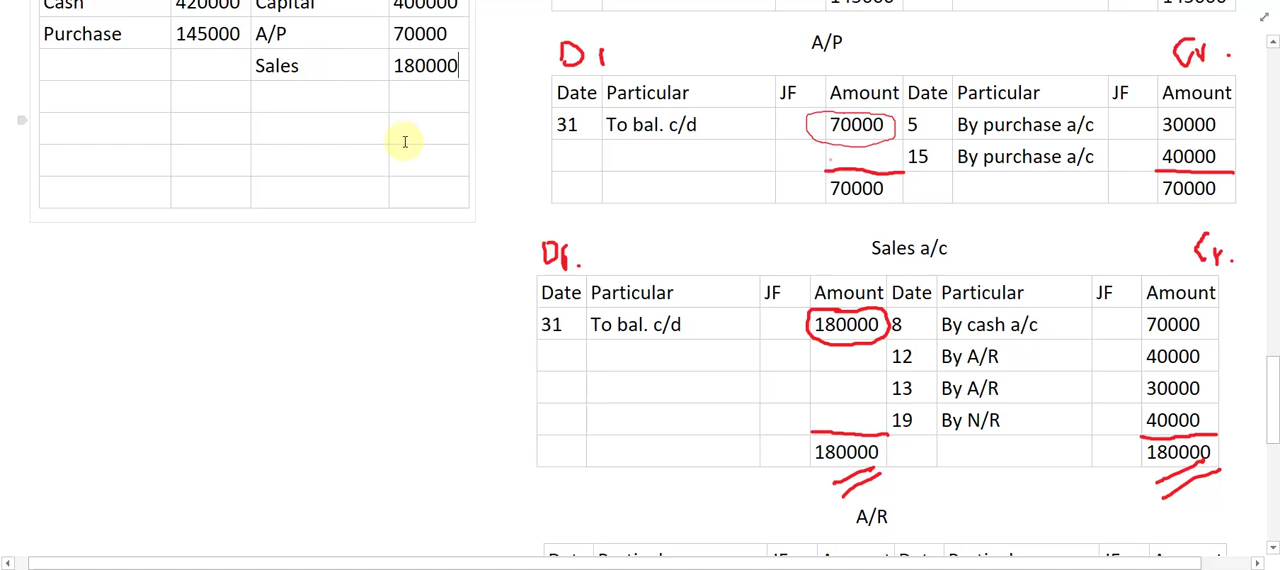 Cash 420000 Capital 400000
Purchase 145000 A/P 70000
Sales 180000
145000 145000
A/P
Dr Cr.
Date Particular JF Amount Date Particular JF Amount
31 To bal. c/d 70000 5 By purchase a/c 30000
15 By purchase a/c 40000
70000 70000
Sales a/c
Dr. Cr.
Date Particular JF Amount Date Particular JF Amount
31 To bal. c/d 180000 8 By cash a/c 70000
12 By A/R 40000
13 By A/R 30000
19 By N/R 40000
180000 180000
A/R